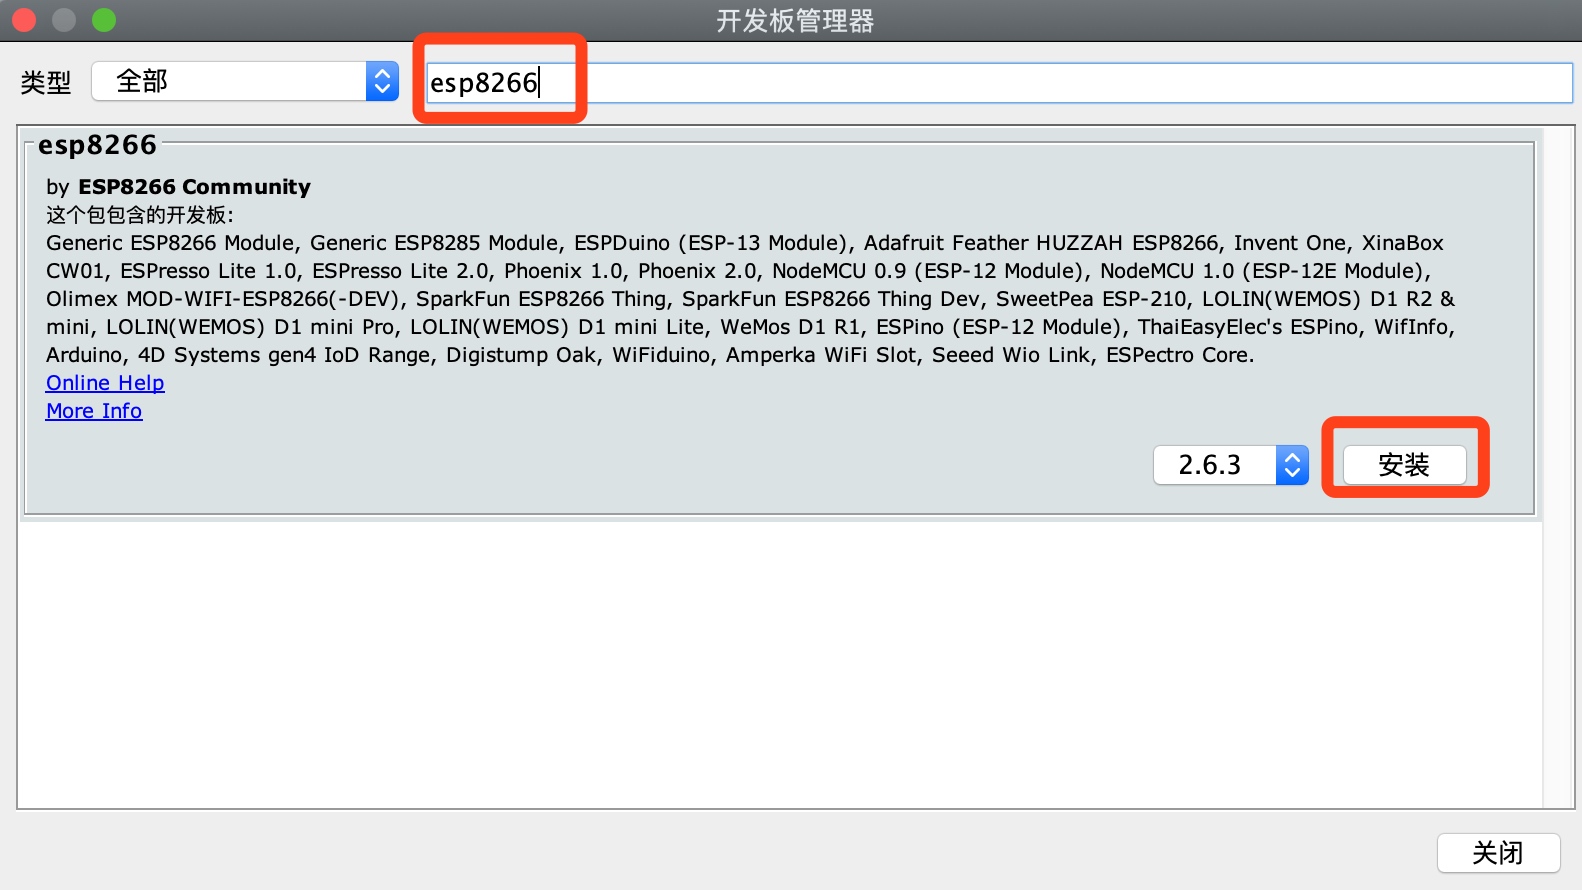 开发板管理器
类型 全部 esp8266
esp8266
by ESP8266 Community
这个包包含的开发板:
Generic ESP8266 Module, Generic ESP8285 Module, ESPDuino (ESP-13 Module), Adafruit Feather HUZZAH ESP8266, Invent One, XinaBox
CW01, ESPresso Lite 1.0, ESPresso Lite 2.0, Phoenix 1.0, Phoenix 2.0, NodeMCU 0.9 (ESP-12 Module), NodeMCU 1.0 (ESP-12E Module),
Olimex MOD-WIFI-ESP8266(-DEV), SparkFun ESP8266 Thing, SparkFun ESP8266 Thing Dev, SweetPea ESP-210, LOLIN(WEMOS) D1 R2 &
mini, LOLIN(WEMOS) D1 mini Pro, LOLIN(WEMOS) D1 mini Lite, WeMos D1 R1, ESPino (ESP-12 Module), ThaiEasyElec's ESPino, WifInfo,
Arduino, 4D Systems gen4 IoD Range, Digistump Oak, WiFiduino, Amperka WiFi Slot, Seeed Wio Link, ESPectro Core.
Online Help
More Info
2.6.3 安装
关闭